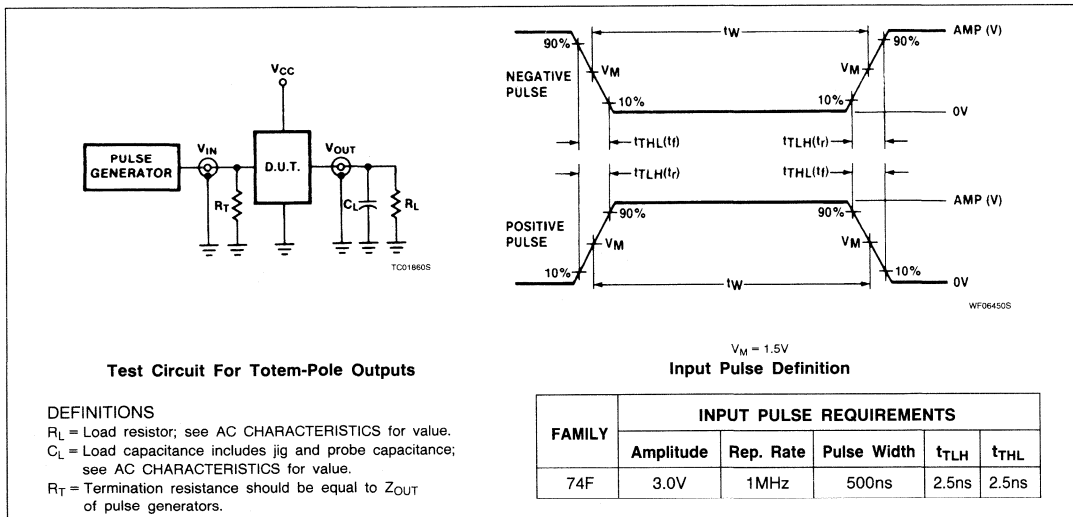 VCC
PULSE
GENERATOR
VIN
RT
D.U.T.
VOUT
CL
RL
TC01860S
Test Circuit For Totem-Pole Outputs
DEFINITIONS
RL = Load resistor; see AC CHARACTERISTICS for value.
CL = Load capacitance includes jig and probe capacitance;
see AC CHARACTERISTICS for value.
RT = Termination resistance should be equal to ZOUT
of pulse generators.
90% tW 90% AMP (V)
NEGATIVE
PULSE
VM VM
10% 10% 0V
tTHL(tf) tTLH(tr)
tTLH(tr) tTHL(tf)
90% 90% AMP (V)
POSITIVE
PULSE
VM VM
10% tW 10% 0V
WF06450S
VM = 1.5V
Input Pulse Definition
FAMILY INPUT PULSE REQUIREMENTS
Amplitude Rep. Rate Pulse Width tTLH tTHL
74F 3.0V 1MHz 500ns 2.5ns 2.5ns